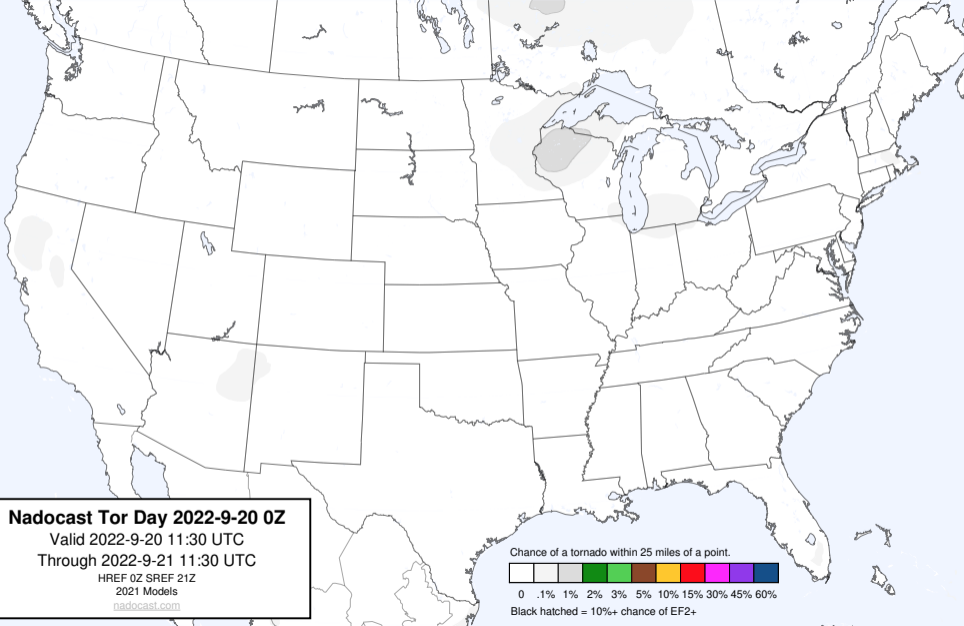 Nadocast Tor Day 2022-9-20 0Z
Valid 2022-9-20 11:30 UTC
Through 2022-9-21 11:30 UTC
HREF 0Z SREF 21Z
2021 Models
nadocast.com
Chance of a tornado within 25 miles of a point.
0 .1% 1% 2% 3% 5% 10% 15% 30% 45% 60%
Black hatched = 10%+ chance of EF2+